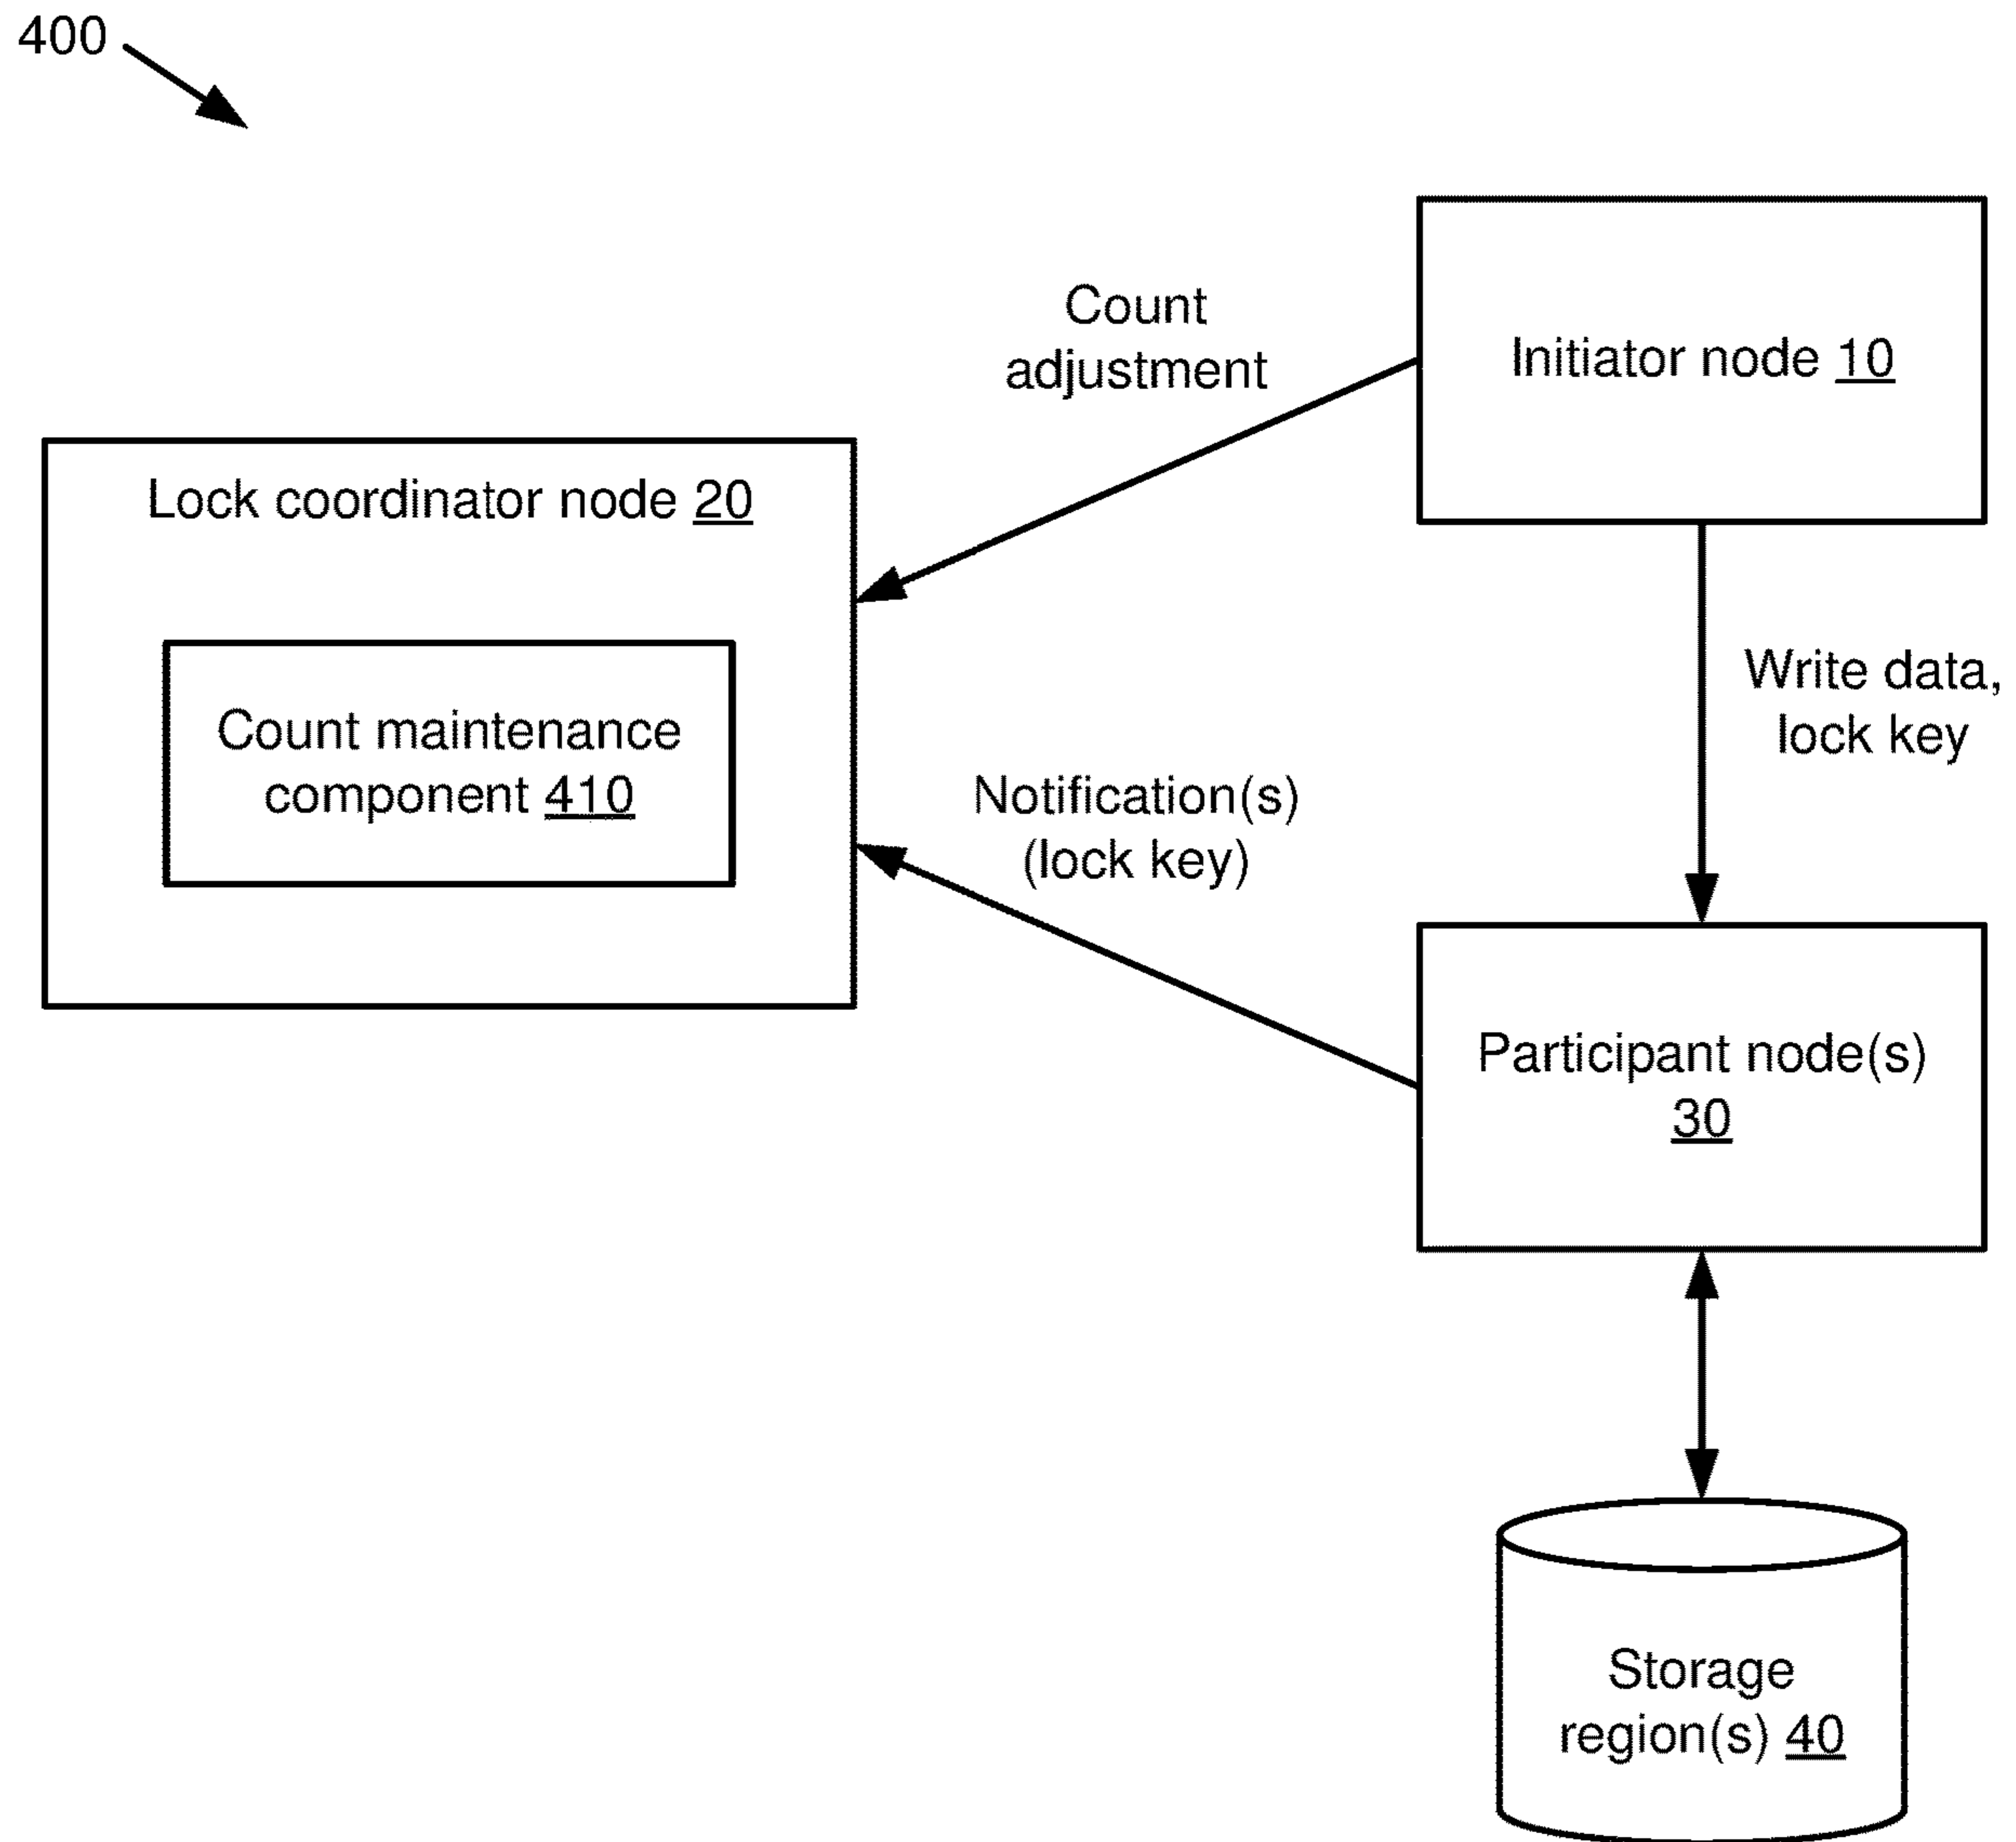 400
Count
adjustment
Initiator node 10
Lock coordinator node 20
Count maintenance
component 410
Write data,
lock key
Notification(s)
(lock key)
Participant node(s)
30
Storage
region(s) 40